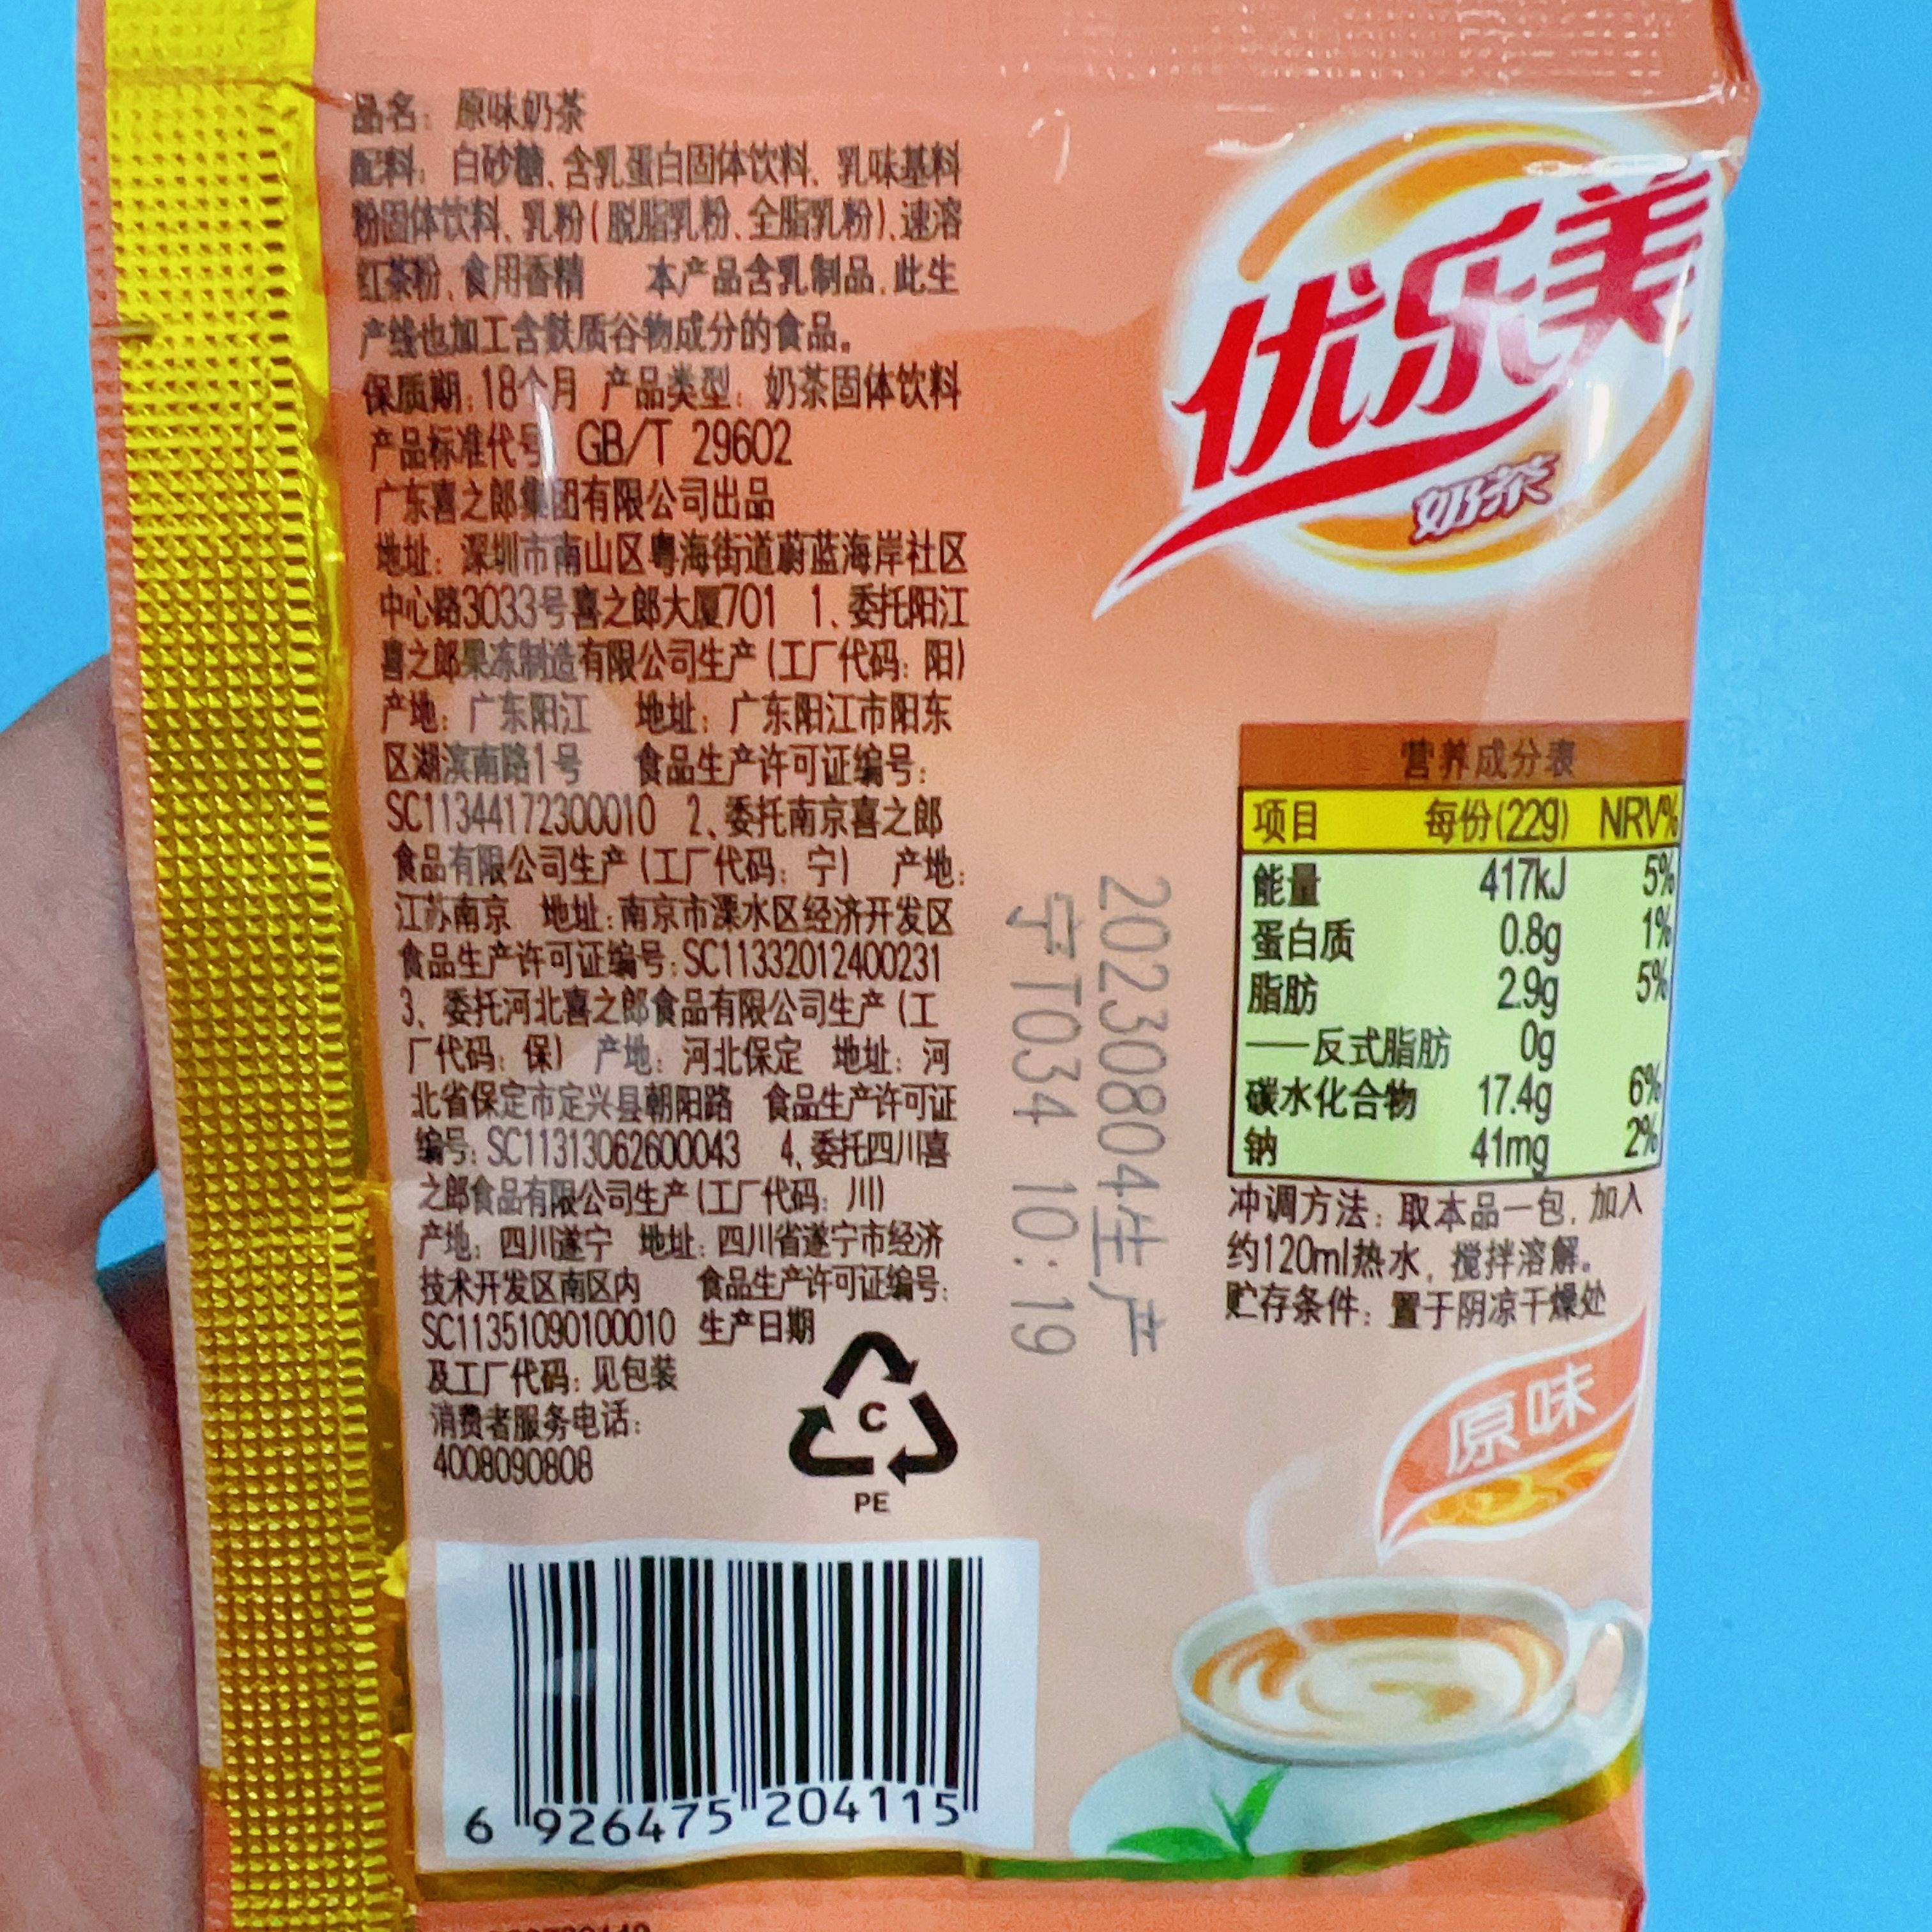 品名：原味奶茶
配料：白砂糖、含乳蛋白固体饮料、乳味基料
粉固体饮料、乳粉（脱脂乳粉、全脂乳粉）、速溶
红茶粉、食用香精 本产品含乳制品，此生
产线也加工含麸质谷物成分的食品。
保质期：18个月 产品类型：奶茶固体饮料
产品标准代号：GB/T 29602
广东喜之郎集团有限公司出品
地址：深圳市南山区粤海街道蔚蓝海岸社区
中心路3033号喜之郎大厦701 1、委托阳江
喜之郎果冻制造有限公司生产（工厂代码：阳）
产地：广东阳江 地址：广东阳江市阳东
区湖滨南路1号 食品生产许可证编号：
SC11344172300010 2、委托南京喜之郎
食品有限公司生产（工厂代码：宁） 产地：
江苏南京 地址：南京市溧水区经济开发区
食品生产许可证编号：SC11332012400231
3、委托河北喜之郎食品有限公司生产（工
厂代码：保） 产地：河北保定 地址：河
北省保定市定兴县朝阳路 食品生产许可证
编号：SC11313062600043 4、委托四川喜
之郎食品有限公司生产（工厂代码：川）
产地：四川遂宁 地址：四川省遂宁市经济
技术开发区南区内 食品生产许可证编号：
SC11351090100010 生产日期
及工厂代码：见包装
消费者服务电话：
4008090808
C
PE
6 926475 204115
20230804生产
宁T034 10:19
优乐美
奶茶
营养成分表
项目 每份(22g) NRV%
能量 417kJ 5%
蛋白质 0.8g 1%
脂肪 2.9g 5%
——反式脂肪 0g
碳水化合物 17.4g 6%
钠 41mg 2%
冲调方法：取本品一包，加入
约120ml热水，搅拌溶解。
贮存条件：置于阴凉干燥处
原味